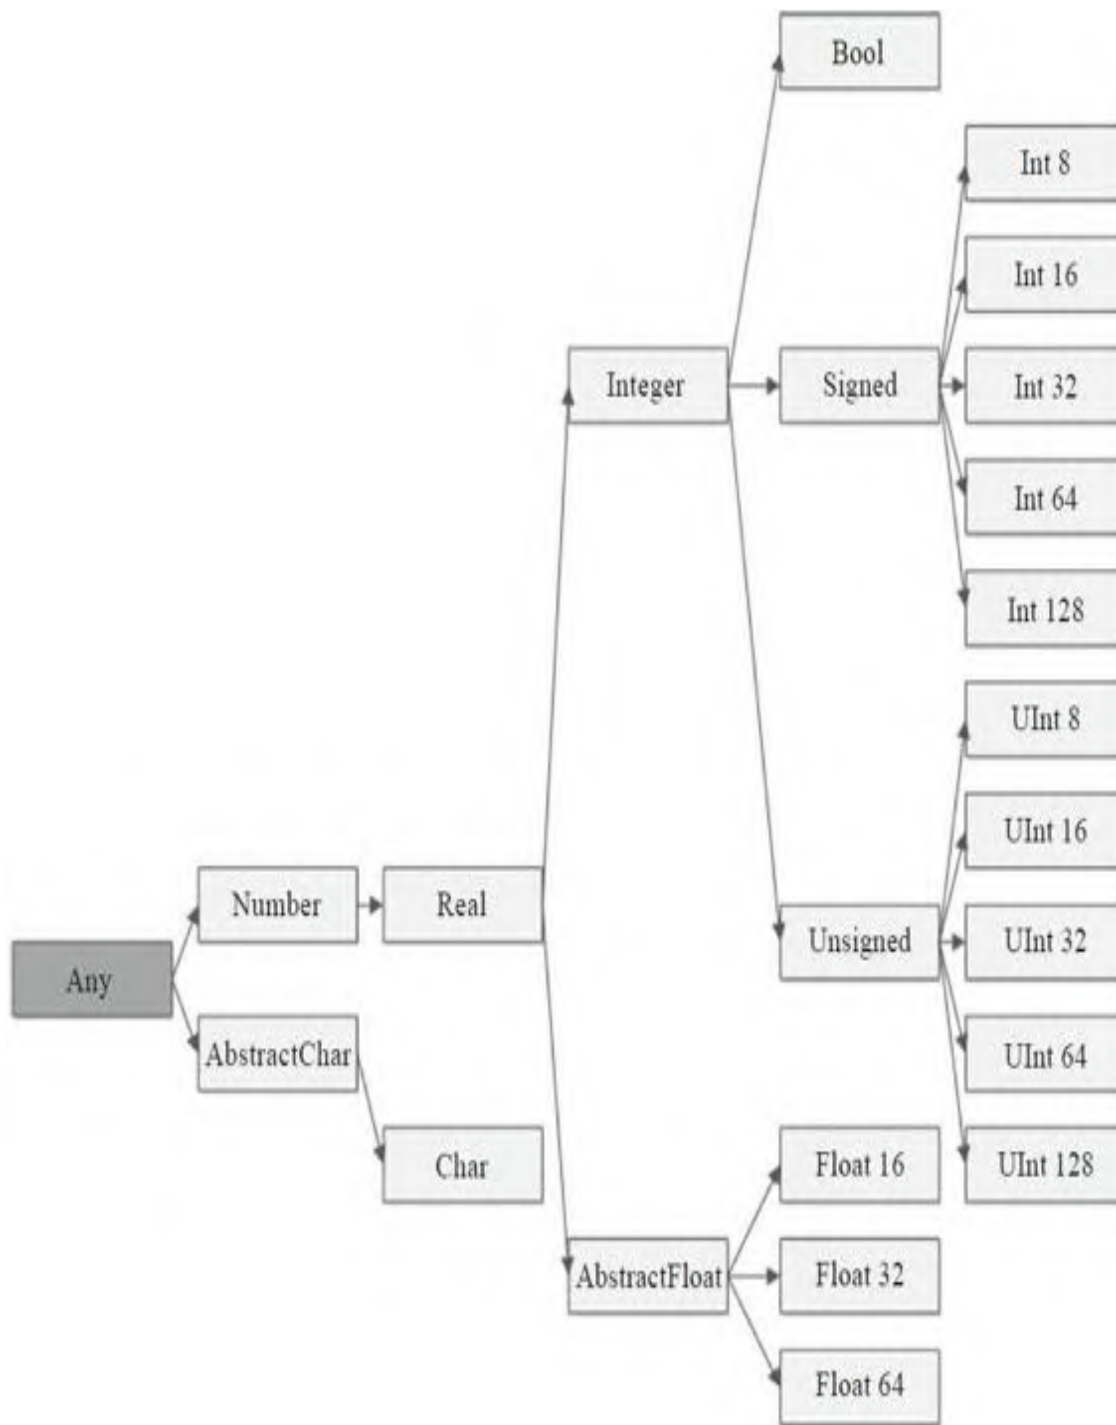 Bool
Int 8
Int 16
Integer
Signed
Int 32
Int 64
Int 128
UInt 8
UInt 16
Number
Real
Unsigned
UInt 32
Any
AbstractChar
UInt 64
Char
Float 16
UInt 128
AbstractFloat
Float 32
Float 64